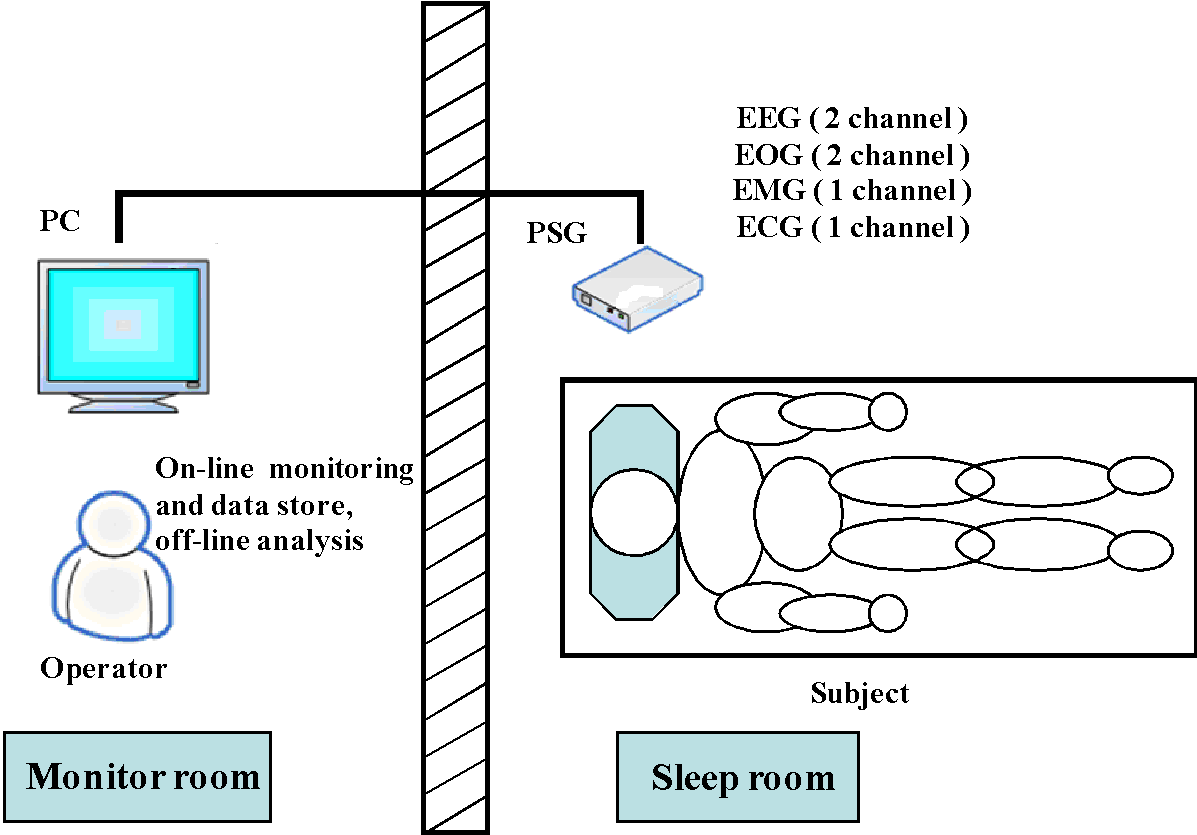 EEG ( 2 channel )
EOG ( 2 channel )
EMG ( 1 channel )
ECG ( 1 channel )
PC
PSG
On-line monitoring
and data store,
off-line analysis
Operator
Subject
Monitor room
Sleep room